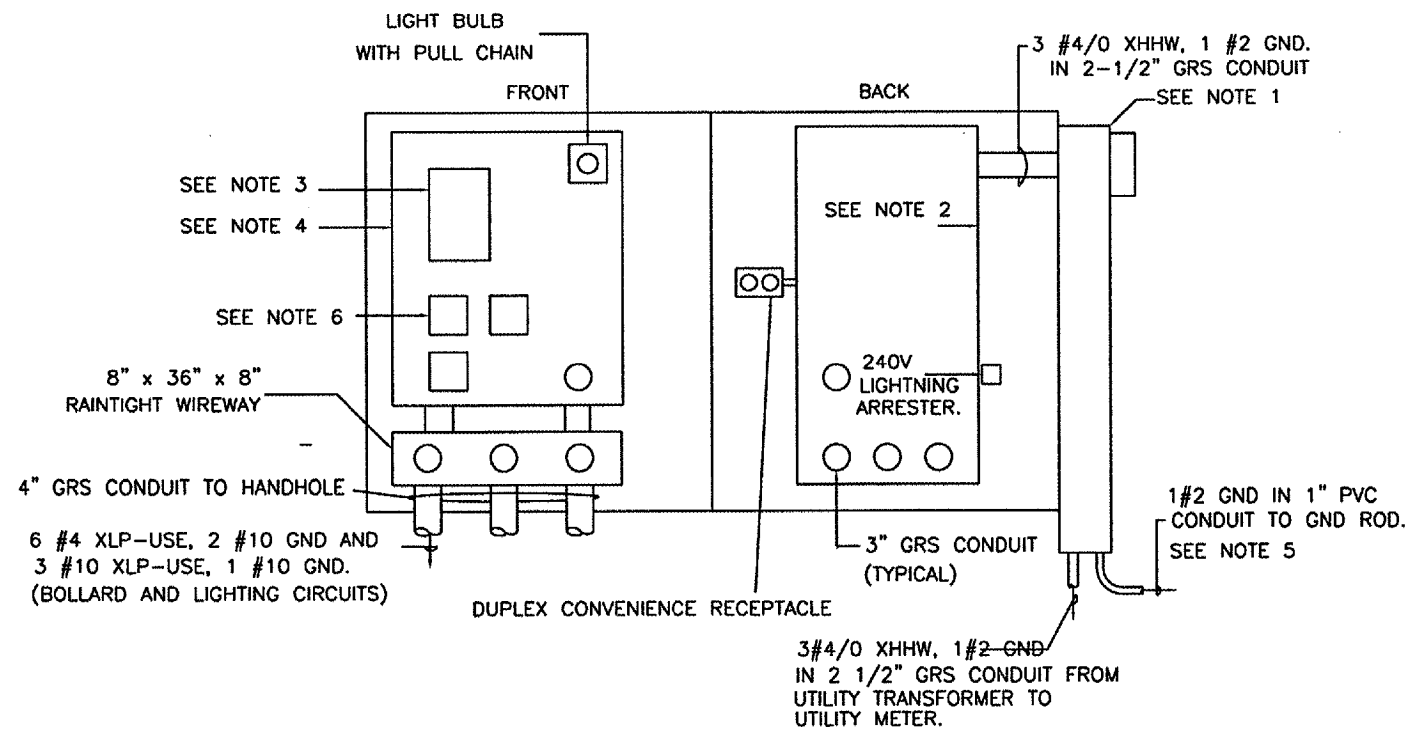 LIGHT BULB
WITH PULL CHAIN
3 #4/0 XHHW, 1 #2 GND.
IN 2-1/2" GRS CONDUIT
SEE NOTE 1
FRONT
BACK
SEE NOTE 3
SEE NOTE 4
SEE NOTE 2
SEE NOTE 6
8" x 36" x 8"
RAINTIGHT WIREWAY
240V
LIGHTNING
ARRESTER.
4" GRS CONDUIT TO HANDHOLE
6 #4 XLP-USE, 2 #10 GND AND
3 #10 XLP-USE, 1 #10 GND.
(BOLLARD AND LIGHTING CIRCUITS)
1#2 GND IN 1" PVC
CONDUIT TO GND ROD.
SEE NOTE 5
3" GRS CONDUIT
(TYPICAL)
DUPLEX CONVENIENCE RECEPTACLE
3#4/0 XHHW, 1#2 GND
IN 2 1/2" GRS CONDUIT FROM
UTILITY TRANSFORMER TO
UTILITY METER.